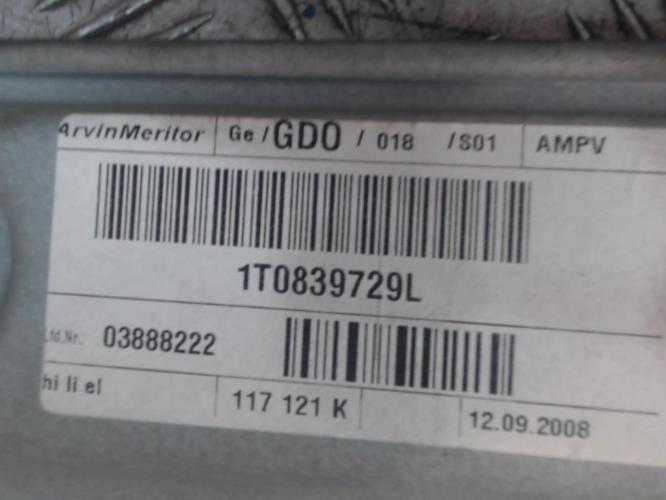 ArvinMeritor Ge / GDO / 018 / S01 AMPV
1T0839729L
Lfd.Nr.: 03888222
hi li el 117 121 K 12.09.2008